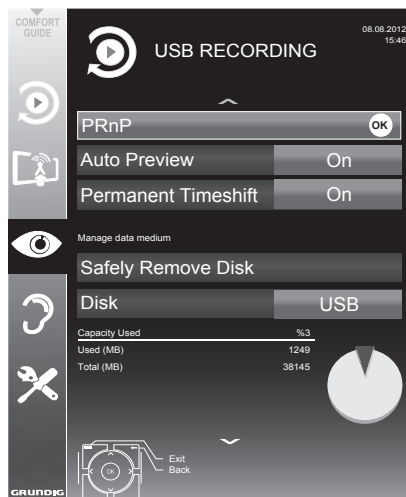 COMFORT
GUIDE
USB RECORDING
08.08.2012
15:46
PRnP
OK
Auto Preview On
Permanent Timeshift On
Manage data medium
Safely Remove Disk
Disk USB
Capacity Used %3
Used (MB) 1249
Total (MB) 38145
Exit
Back
OK
GRUNDIG